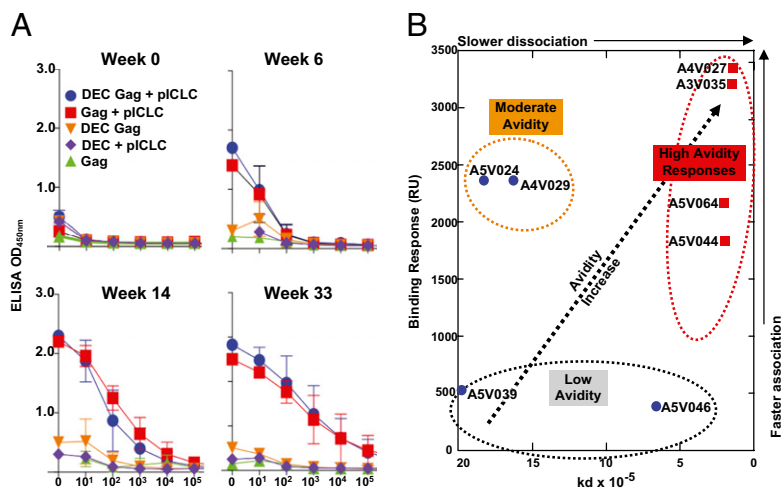 A
Week 0
Week 6
3.0
2.0
1.0
DEC Gag + pICLC
Gag + pICLC
DEC Gag
DEC + pICLC
Gag
ELISA OD450nm
Week 14
Week 33
3.0
2.0
1.0
0 10¹ 10² 10³ 10⁴ 10⁵
0 10¹ 10² 10³ 10⁴ 10⁵
B
Slower dissociation
3500
3000
2500
2000
1500
1000
500
0
Binding Response (RU)
A4V027
A3V035
Moderate
Avidity
High Avidity
Responses
A5V024
A4V029
A5V064
A5V044
Avidity
Increase
Low
Avidity
A5V039
A5V046
20 15 10 5 0
kd x 10⁻⁵
Faster association